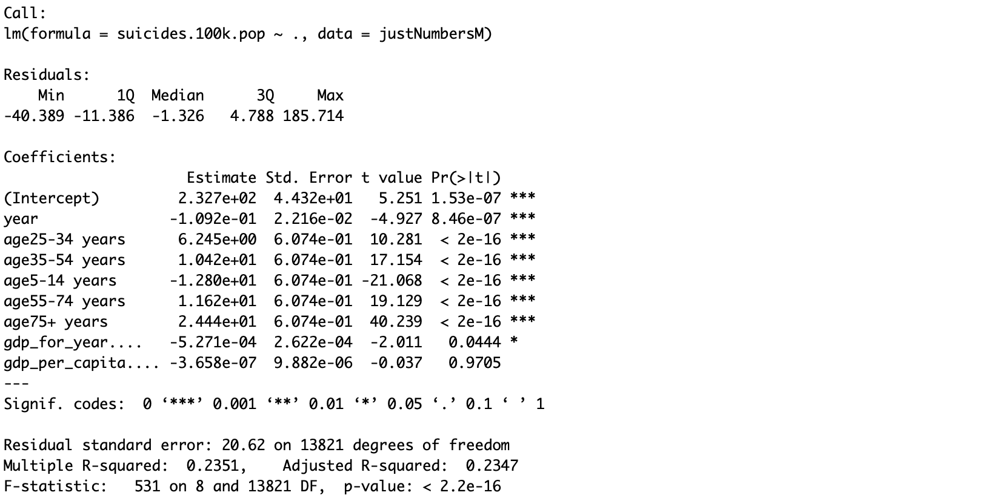 Call:
lm(formula = suicides.100k.pop ~ ., data = justNumbersM)
Residuals:
    Min      1Q  Median      3Q     Max
-40.389 -11.386  -1.326   4.788 185.714
Coefficients:
                    Estimate Std. Error t value Pr(>|t|)
(Intercept)         2.327e+02  4.432e+01   5.251 1.53e-07 ***
year               -1.092e-01  2.216e-02  -4.927 8.46e-07 ***
age25-34 years      6.245e+00  6.074e-01  10.281  < 2e-16 ***
age35-54 years      1.042e+01  6.074e-01  17.154  < 2e-16 ***
age5-14 years      -1.280e+01  6.074e-01 -21.068  < 2e-16 ***
age55-74 years      1.162e+01  6.074e-01  19.129  < 2e-16 ***
age75+ years        2.444e+01  6.074e-01  40.239  < 2e-16 ***
gdp_for_year....   -5.271e-04  2.622e-04  -2.011   0.0444 *
gdp_per_capita.... -3.658e-07  9.882e-06  -0.037   0.9705
---
Signif. codes:  0 ‘***’ 0.001 ‘**’ 0.01 ‘*’ 0.05 ‘.’ 0.1 ‘ ’ 1
Residual standard error: 20.62 on 13821 degrees of freedom
Multiple R-squared:  0.2351,    Adjusted R-squared:  0.2347
F-statistic:   531 on 8 and 13821 DF,  p-value: < 2.2e-16